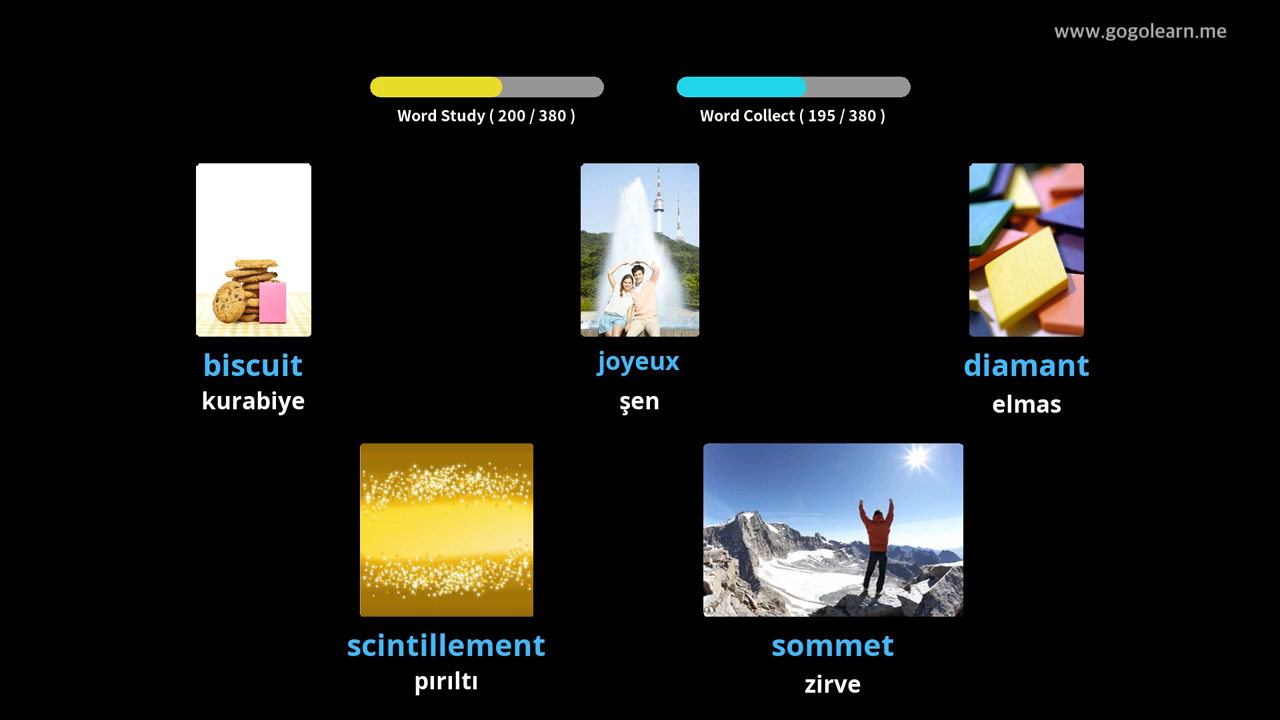 www.gogolearn.me
Word Study ( 200 / 380 )
Word Collect ( 195 / 380 )
biscuit
kurabiye
joyeux
şen
diamant
elmas
scintillement
pırıltı
sommet
zirve